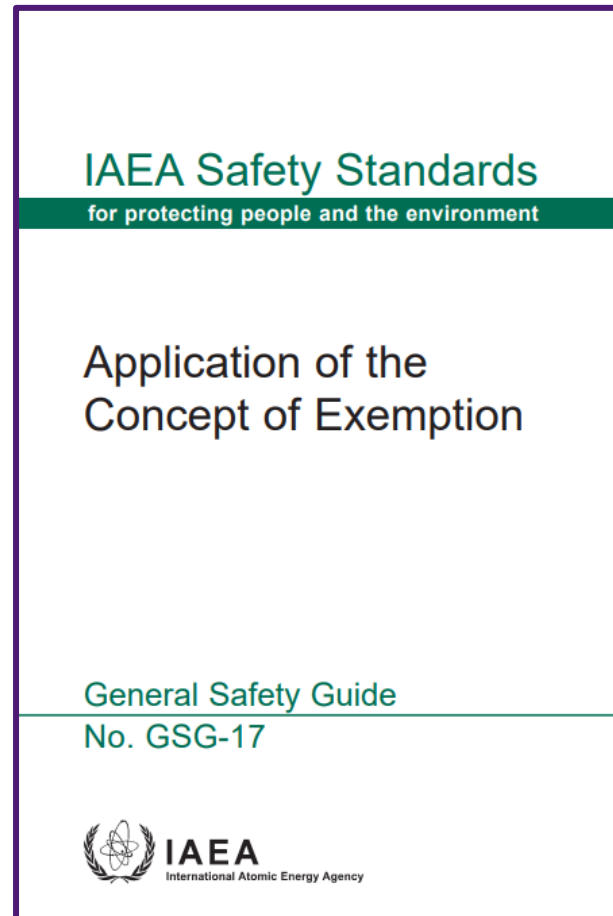 IAEA Safety Standards
for protecting people and the environment
Application of the
Concept of Exemption
General Safety Guide
No. GSG-17
IAEA
International Atomic Energy Agency